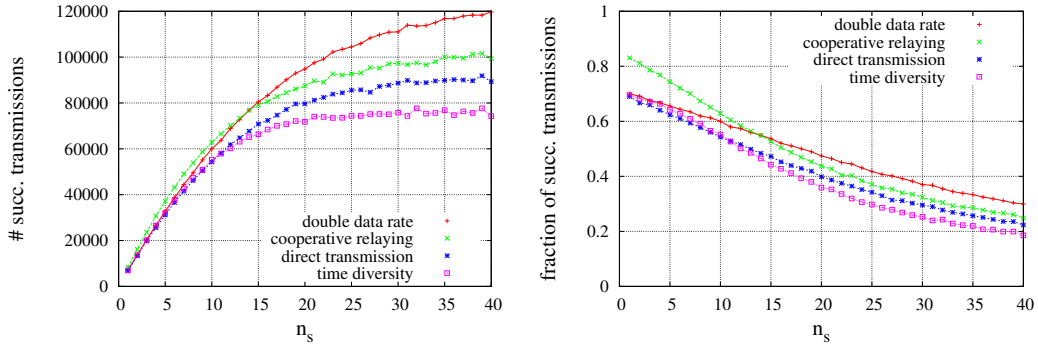 # succ. transmissions
120000
100000
80000
60000
40000
20000
0
double data rate
cooperative relaying
direct transmission
time diversity
0 5 10 15 20 25 30 35 40
n_s
fraction of succ. transmissions
1
0.8
0.6
0.4
0.2
0
double data rate
cooperative relaying
direct transmission
time diversity
0 5 10 15 20 25 30 35 40
n_s